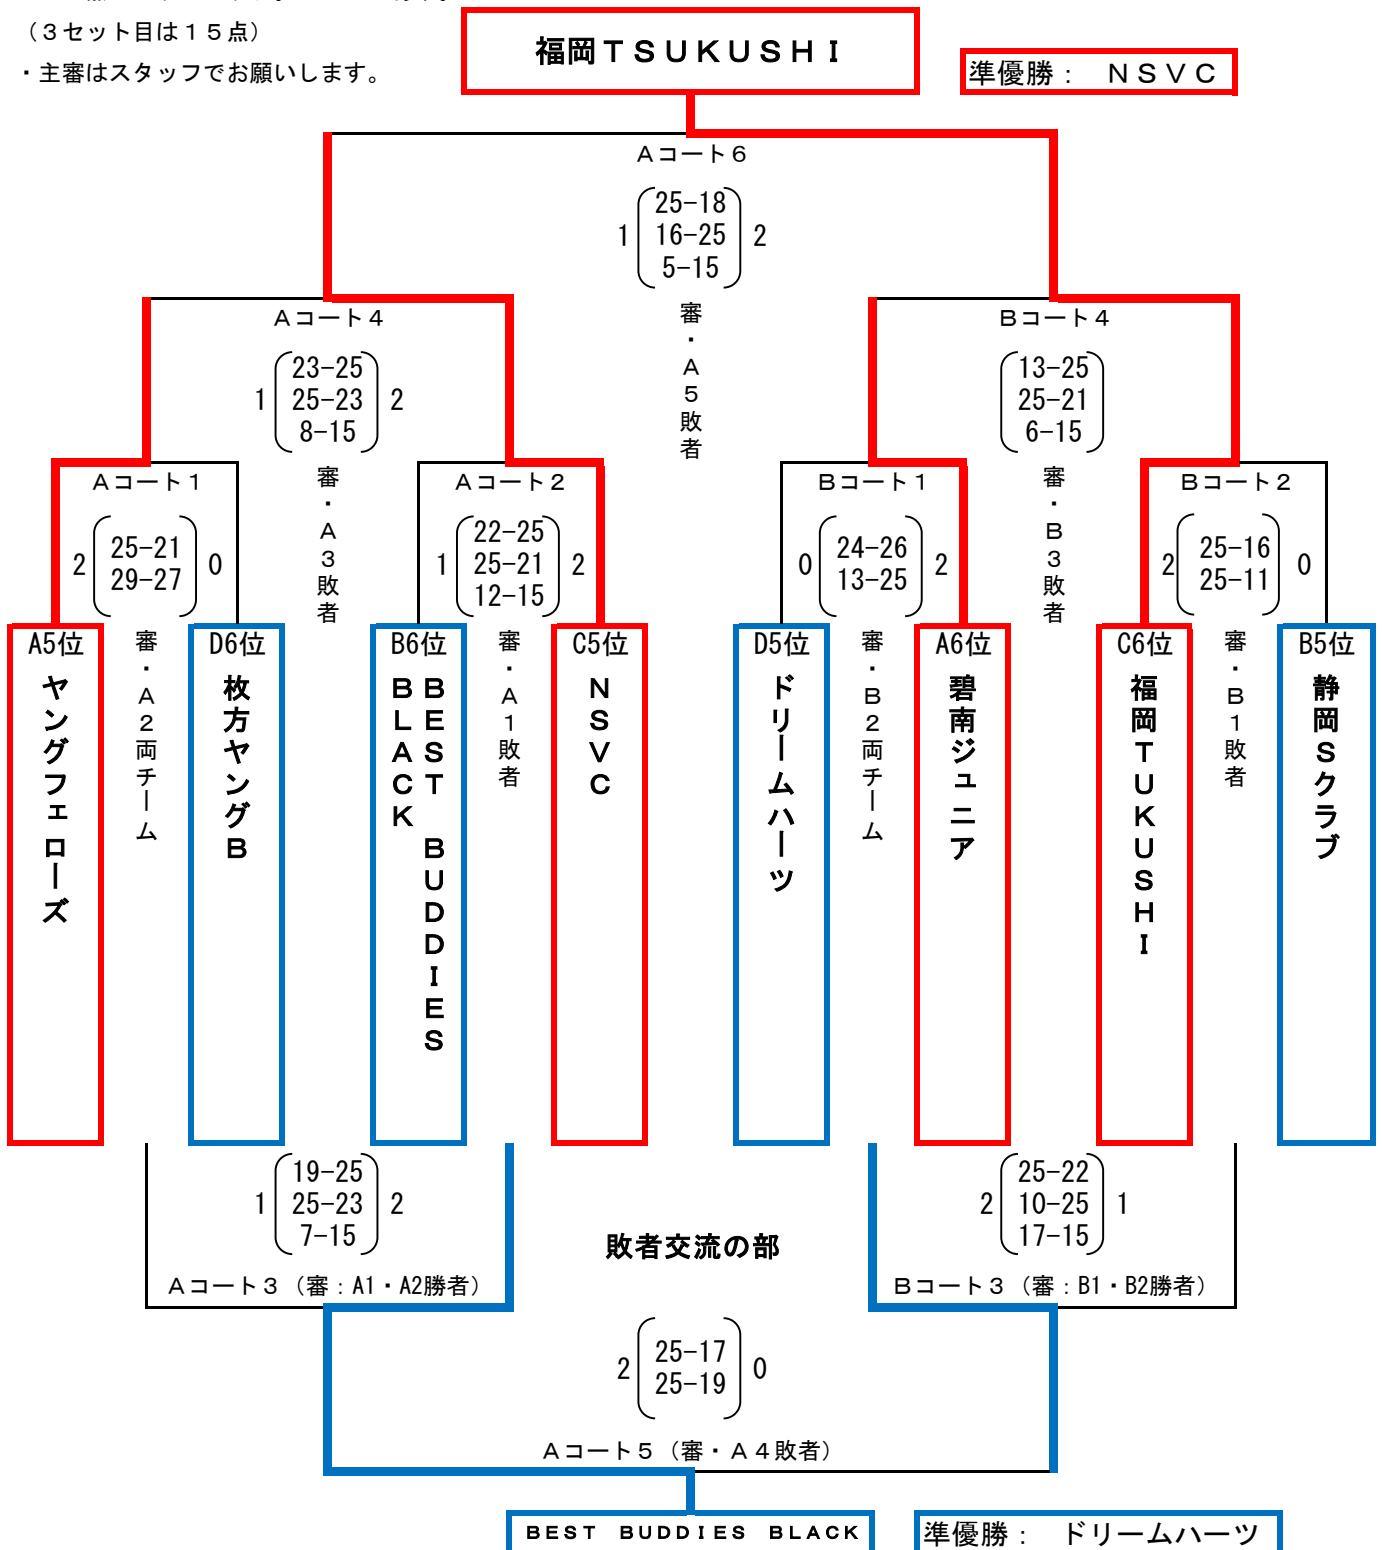 （３セット目は１５点）
・主審はスタッフでお願いします。
福岡ＴＳＵＫＵＳＨＩ
準優勝：　ＮＳＶＣ
Ａコート６
1 25-18 2
16-25
5-15
審・Ａ５敗者
Ａコート４
1 23-25 2
25-23
8-15
審・Ａ３敗者
Ｂコート４
13-25
25-21
6-15
審・Ｂ３敗者
Ａコート１
2 25-21 0
29-27
審・Ａ２両チーム
Ａコート２
1 22-25 2
25-21
12-15
審・Ａ１敗者
Ｂコート１
0 24-26 2
13-25
審・Ｂ２両チーム
Ｂコート２
2 25-16 0
25-11
審・Ｂ１敗者
A5位
ヤングフェローズ
D6位
枚方ヤングＢ
B6位
ＢＥＳＴ　ＢＵＤＤＩＥＳ
ＢＬＡＣＫ
C5位
ＮＳＶＣ
D5位
ドリームハーツ
A6位
碧南ジュニア
C6位
福岡ＴＵＫＵＳＨＩ
B5位
静岡Ｓクラブ
1 19-25 2
25-23
7-15
Ａコート３（審：A1・A2勝者）
敗者交流の部
2 25-22 1
10-25
17-15
Ｂコート３（審：B1・B2勝者）
2 25-17 0
25-19
Ａコート５（審・Ａ４敗者）
ＢＥＳＴ　ＢＵＤＤＩＥＳ　ＢＬＡＣＫ
準優勝：　ドリームハーツ